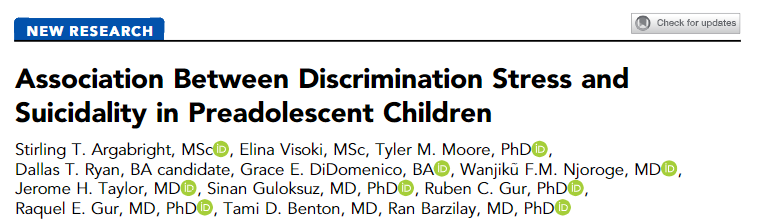 NEW RESEARCH
Check for updates
Association Between Discrimination Stress and
Suicidality in Preadolescent Children
Stirling T. Argabright, MSc, Elina Visoki, MSc, Tyler M. Moore, PhD,
Dallas T. Ryan, BA candidate, Grace E. DiDomenico, BA, Wanjikũ F.M. Njoroge, MD,
Jerome H. Taylor, MD, Sinan Guloksuz, MD, PhD, Ruben C. Gur, PhD,
Raquel E. Gur, MD, PhD, Tami D. Benton, MD, Ran Barzilay, MD, PhD